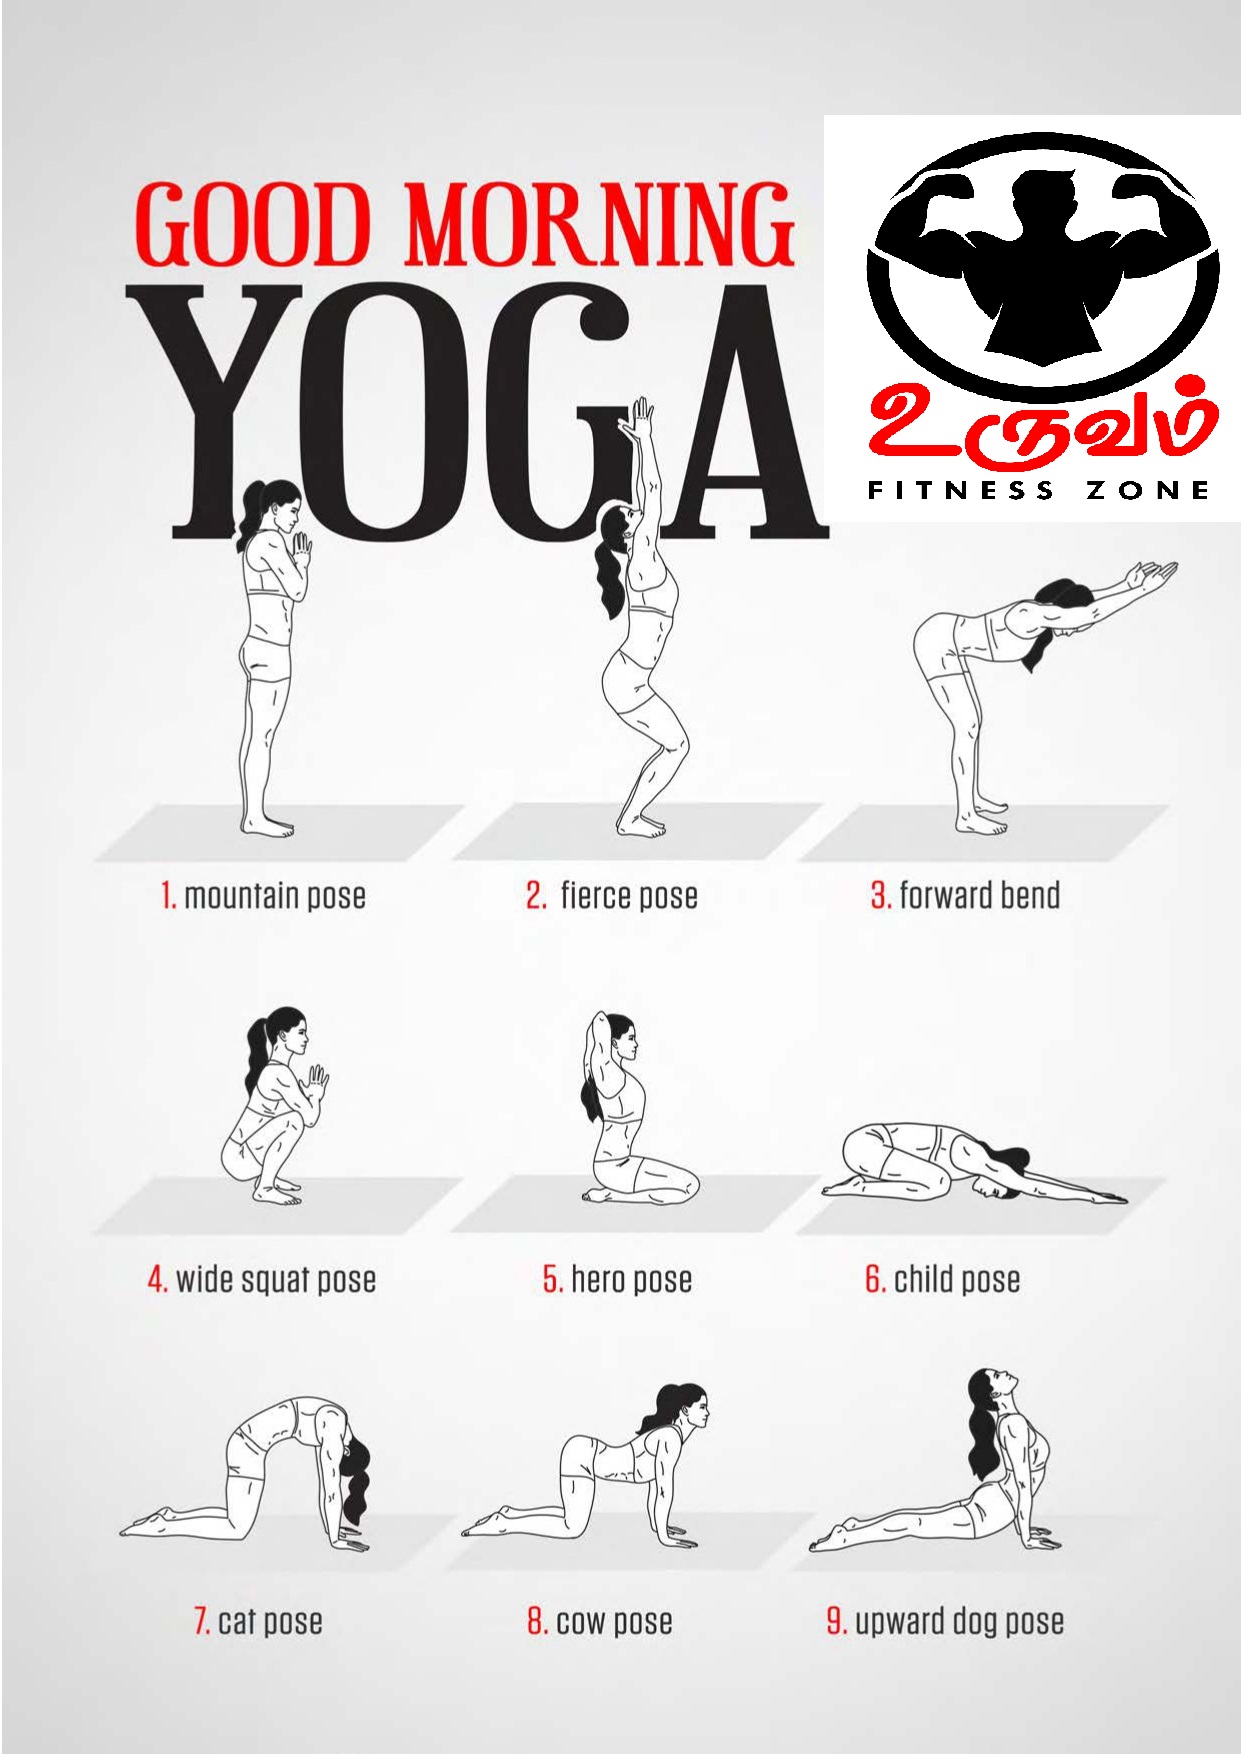 GOOD MORNING
YOGA
உருவம்
FITNESS ZONE
1. mountain pose
2. fierce pose
3. forward bend
4. wide squat pose
5. hero pose
6. child pose
7. cat pose
8. cow pose
9. upward dog pose